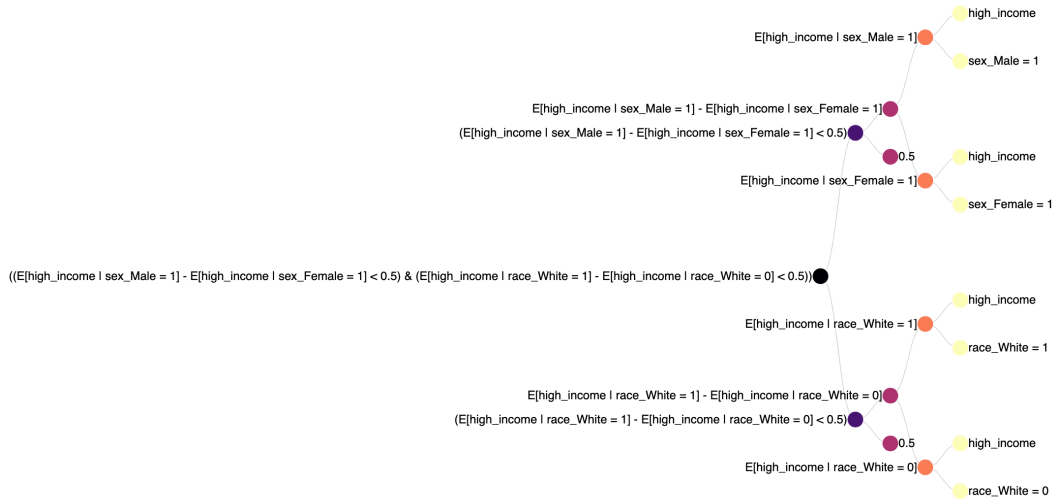 high_income
E[high_income | sex_Male = 1]
sex_Male = 1
E[high_income | sex_Male = 1] - E[high_income | sex_Female = 1]
(E[high_income | sex_Male = 1] - E[high_income | sex_Female = 1] < 0.5)
0.5
high_income
E[high_income | sex_Female = 1]
sex_Female = 1
((E[high_income | sex_Male = 1] - E[high_income | sex_Female = 1] < 0.5) & (E[high_income | race_White = 1] - E[high_income | race_White = 0] < 0.5))
high_income
E[high_income | race_White = 1]
race_White = 1
E[high_income | race_White = 1] - E[high_income | race_White = 0]
(E[high_income | race_White = 1] - E[high_income | race_White = 0] < 0.5)
0.5
high_income
E[high_income | race_White = 0]
race_White = 0